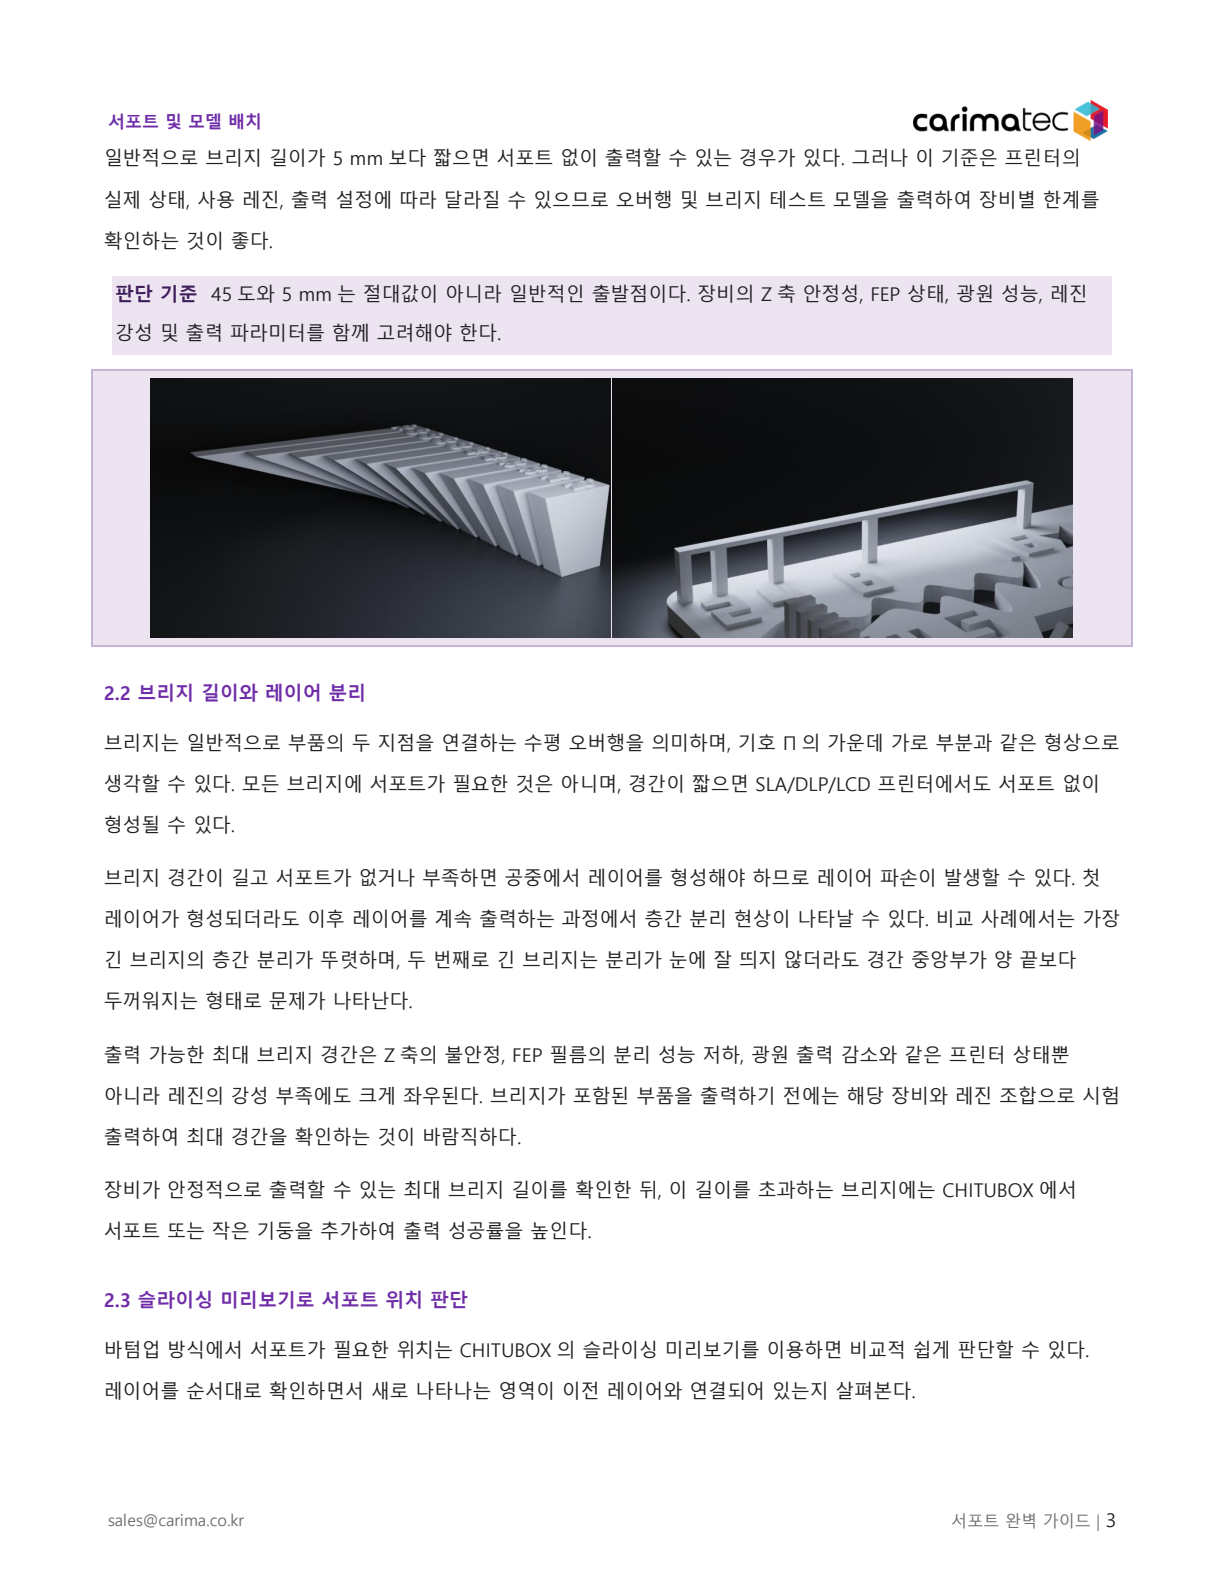 서포트 및 모델 배치
carimatec
일반적으로 브리지 길이가 5 mm 보다 짧으면 서포트 없이 출력할 수 있는 경우가 있다. 그러나 이 기준은 프린터의
실제 상태, 사용 레진, 출력 설정에 따라 달라질 수 있으므로 오버행 및 브리지 테스트 모델을 출력하여 장비별 한계를
확인하는 것이 좋다.
판단 기준 45 도와 5 mm 는 절대값이 아니라 일반적인 출발점이다. 장비의 Z 축 안정성, FEP 상태, 광원 성능, 레진
강성 및 출력 파라미터를 함께 고려해야 한다.
2.2 브리지 길이와 레이어 분리
브리지는 일반적으로 부품의 두 지점을 연결하는 수평 오버행을 의미하며, 기호 Π 의 가운데 가로 부분과 같은 형상으로
생각할 수 있다. 모든 브리지에 서포트가 필요한 것은 아니며, 경간이 짧으면 SLA/DLP/LCD 프린터에서도 서포트 없이
형성될 수 있다.
브리지 경간이 길고 서포트가 없거나 부족하면 공중에서 레이어를 형성해야 하므로 레이어 파손이 발생할 수 있다. 첫
레이어가 형성되더라도 이후 레이어를 계속 출력하는 과정에서 층간 분리 현상이 나타날 수 있다. 비교 사례에서는 가장
긴 브리지의 층간 분리가 뚜렷하며, 두 번째로 긴 브리지는 분리가 눈에 잘 띄지 않더라도 경간 중앙부가 양 끝보다
두꺼워지는 형태로 문제가 나타난다.
출력 가능한 최대 브리지 경간은 Z 축의 불안정, FEP 필름의 분리 성능 저하, 광원 출력 감소와 같은 프린터 상태뿐
아니라 레진의 강성 부족에도 크게 좌우된다. 브리지가 포함된 부품을 출력하기 전에는 해당 장비와 레진 조합으로 시험
출력하여 최대 경간을 확인하는 것이 바람직하다.
장비가 안정적으로 출력할 수 있는 최대 브리지 길이를 확인한 뒤, 이 길이를 초과하는 브리지에는 CHITUBOX 에서
서포트 또는 작은 기둥을 추가하여 출력 성공률을 높인다.
2.3 슬라이싱 미리보기로 서포트 위치 판단
바텀업 방식에서 서포트가 필요한 위치는 CHITUBOX 의 슬라이싱 미리보기를 이용하면 비교적 쉽게 판단할 수 있다.
레이어를 순서대로 확인하면서 새로 나타나는 영역이 이전 레이어와 연결되어 있는지 살펴본다.
sales@carima.co.kr
서포트 완벽 가이드 | 3